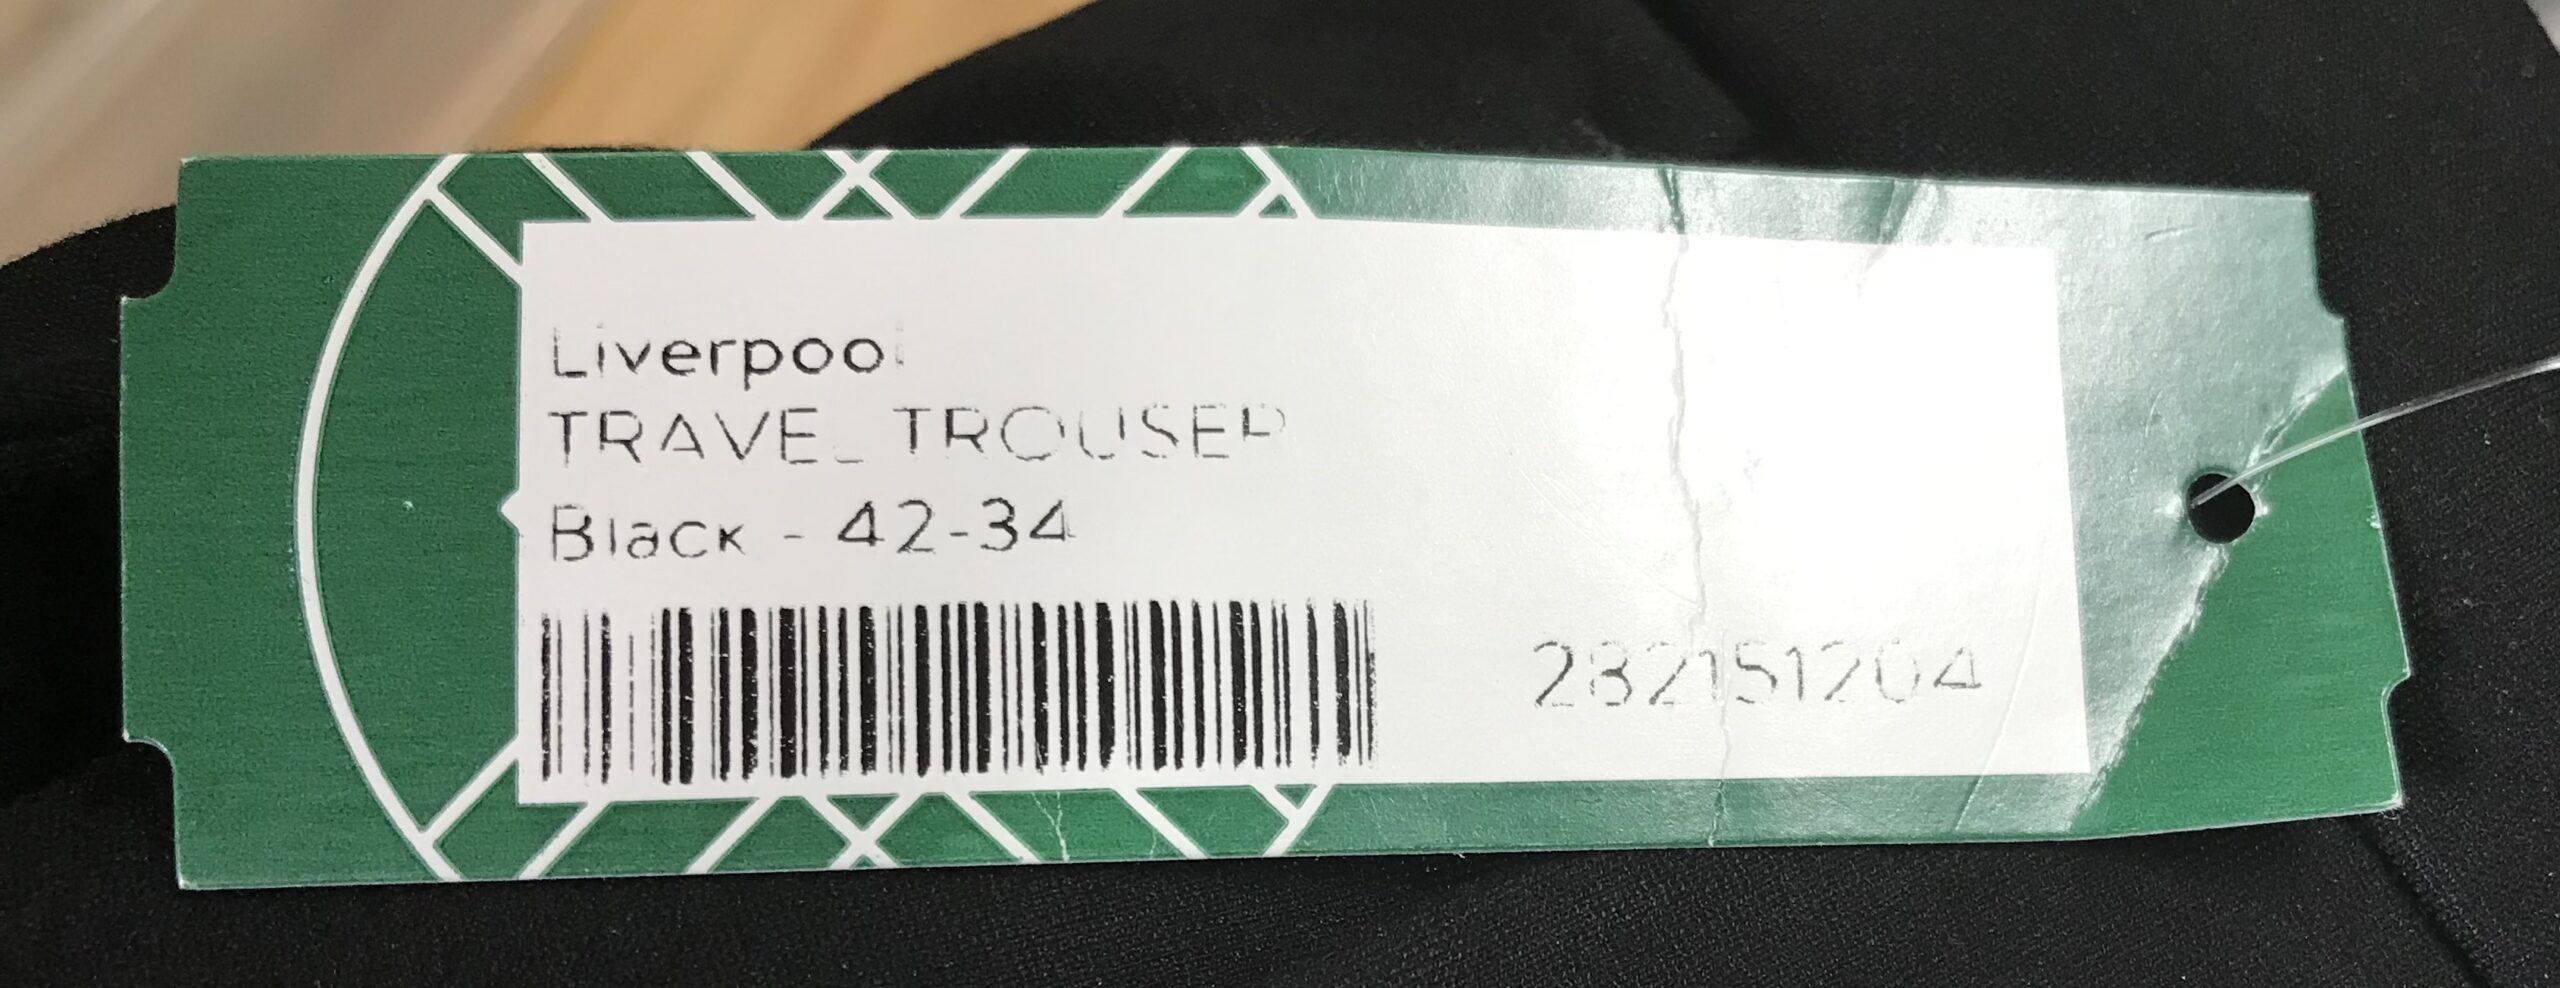 Liverpool
TRAVEL TROUSER
Black - 42-34
282151204